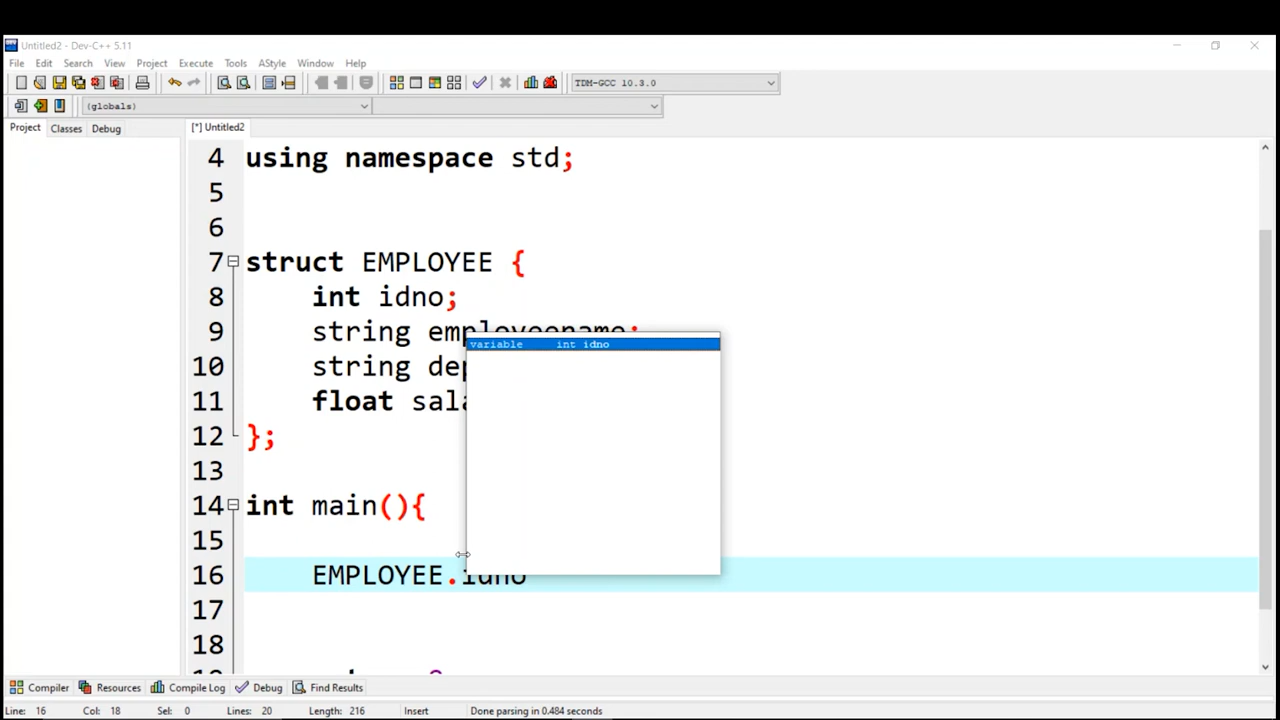 Untitled2 - Dev-C++ 5.11
File Edit Search View Project Execute Tools AStyle Window Help
TDM-GCC 10.3.0
(globals)
Project Classes Debug
[*] Untitled2
4 using namespace std;
5
6
7 struct EMPLOYEE {
8 int idno;
9 string employeename;
variable int idno
10 string dep
11 float sala
12 };
13
14 int main(){
15
16 EMPLOYEE.idno
17
18
Compiler Resources Compile Log Debug Find Results
Line: 16 Col: 18 Sel: 0 Lines: 20 Length: 216 Insert Done parsing in 0.484 seconds